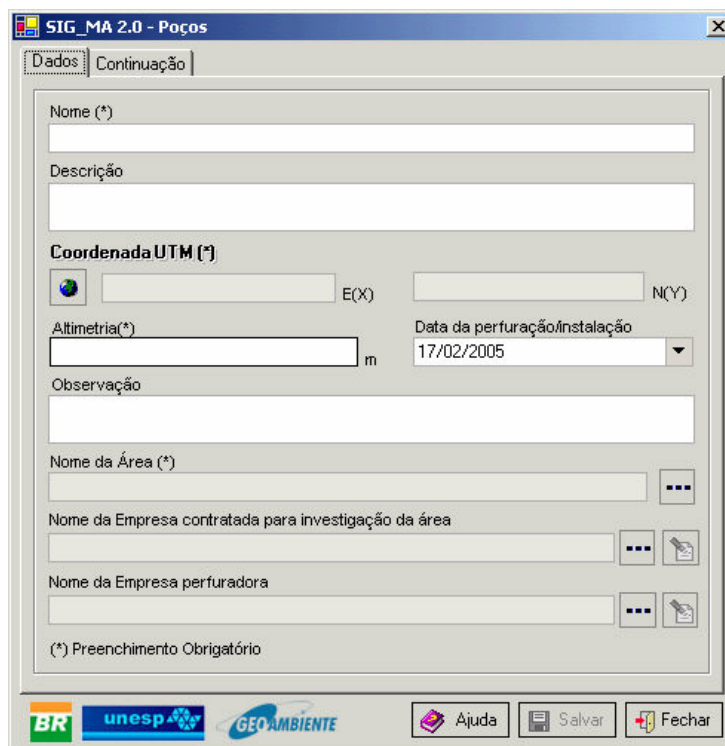 SIG_MA 2.0 - Poços
Dados Continuação
Nome (*)
Descrição
Coordenada UTM (*)
E(X) N(Y)
Altimetria(*) Data da perfuração/instalação
m 17/02/2005
Observação
Nome da Área (*)
Nome da Empresa contratada para investigação da área
Nome da Empresa perfuradora
(*) Preenchimento Obrigatório
BR unesp GEOAMBIENTE Ajuda Salvar Fechar